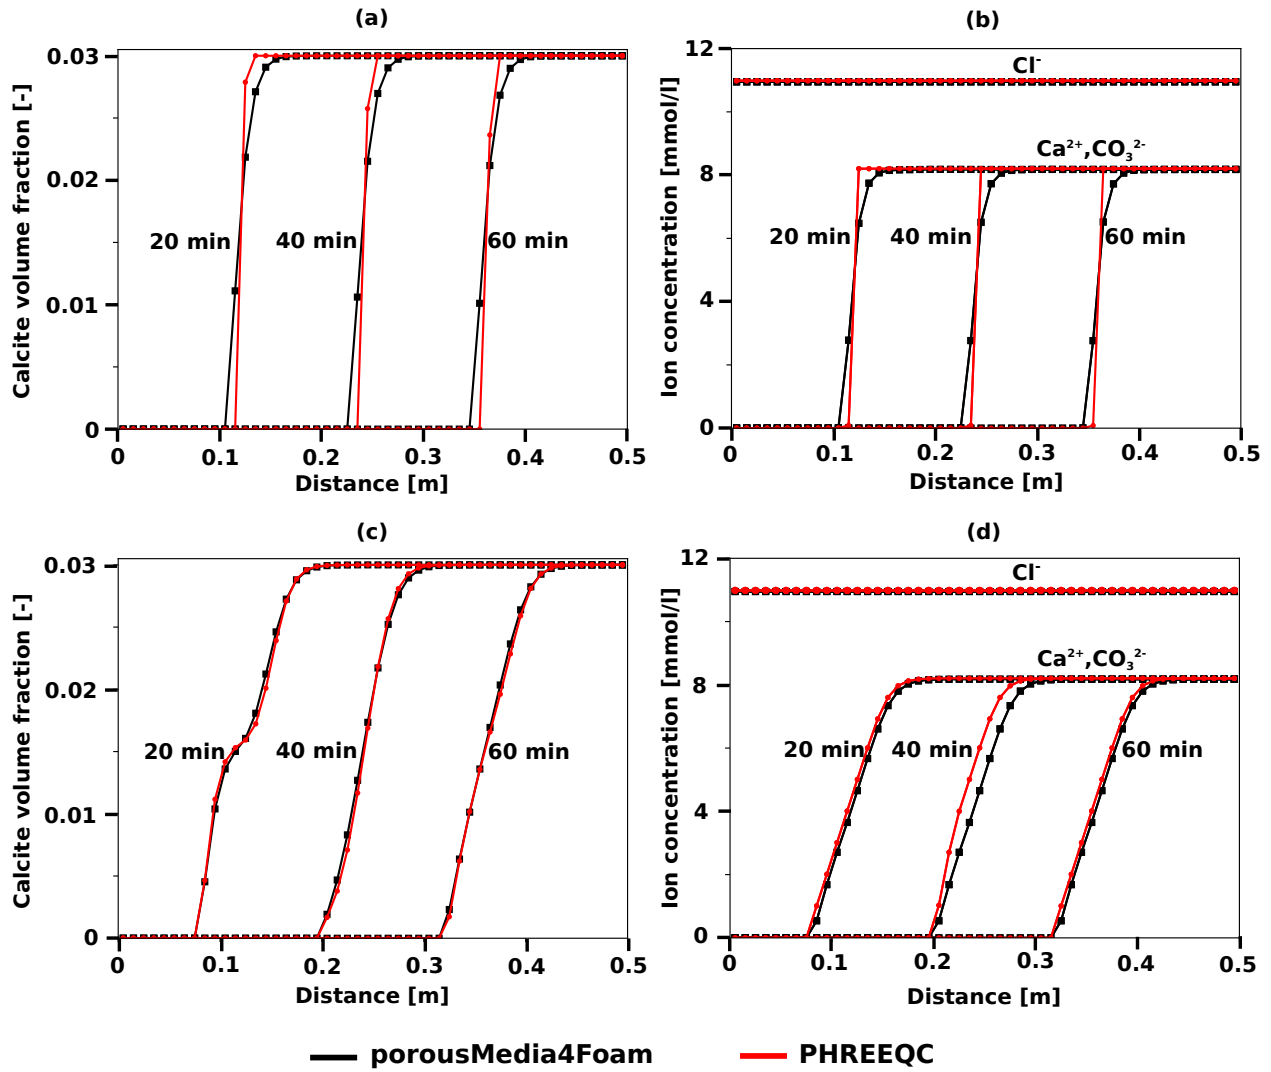 (a)
Calcite volume fraction [-]
0.03
0.02
0.01
0
20 min
40 min
60 min
0 0.1 0.2 0.3 0.4 0.5
Distance [m]
(b)
Ion concentration [mmol/l]
12
8
4
0
Cl⁻
Ca²⁺,CO₃²⁻
20 min
40 min
60 min
0 0.1 0.2 0.3 0.4 0.5
Distance [m]
(c)
Calcite volume fraction [-]
0.03
0.02
0.01
0
20 min
40 min
60 min
0 0.1 0.2 0.3 0.4 0.5
Distance [m]
(d)
Ion concentration [mmol/l]
12
8
4
0
Cl⁻
Ca²⁺,CO₃²⁻
20 min
40 min
60 min
0 0.1 0.2 0.3 0.4 0.5
Distance [m]
porousMedia4Foam
PHREEQC